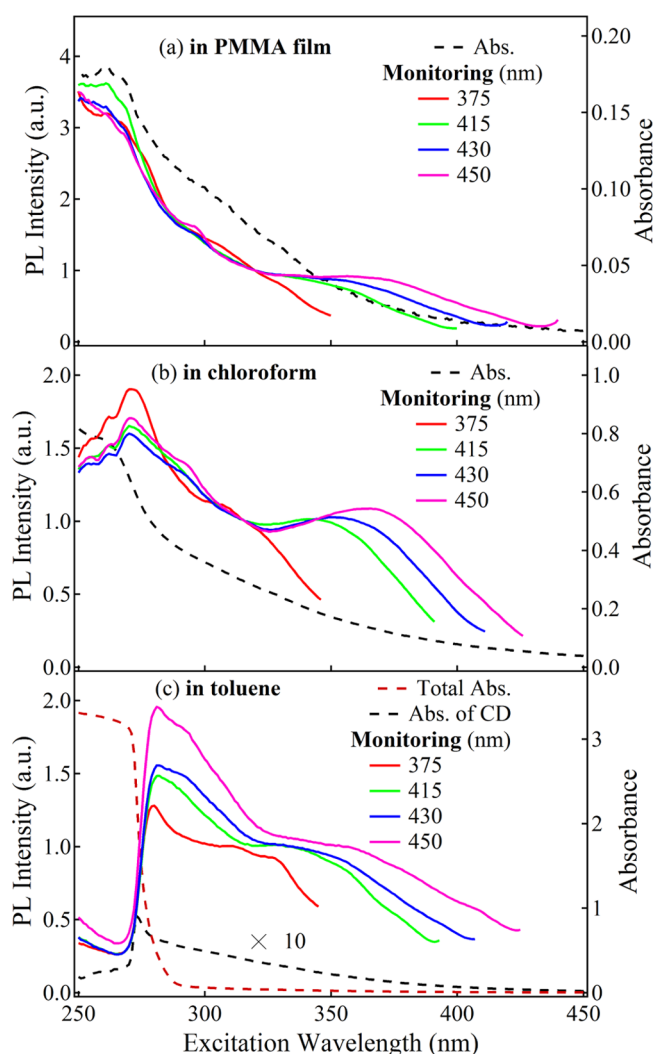 (a) in PMMA film
Abs.
Monitoring (nm)
375
415
430
450
4
3
2
1
0
PL Intensity (a.u.)
0.20
0.15
0.10
0.05
0.00
Absorbance
(b) in chloroform
Abs.
Monitoring (nm)
375
415
430
450
2.0
1.5
1.0
0.5
0.0
PL Intensity (a.u.)
1.0
0.8
0.6
0.4
0.2
0.0
Absorbance
(c) in toluene
Total Abs.
Abs. of CD
Monitoring (nm)
375
415
430
450
× 10
2.0
1.5
1.0
0.5
0.0
PL Intensity (a.u.)
3
2
1
0
Absorbance
250 300 350 400 450
Excitation Wavelength (nm)